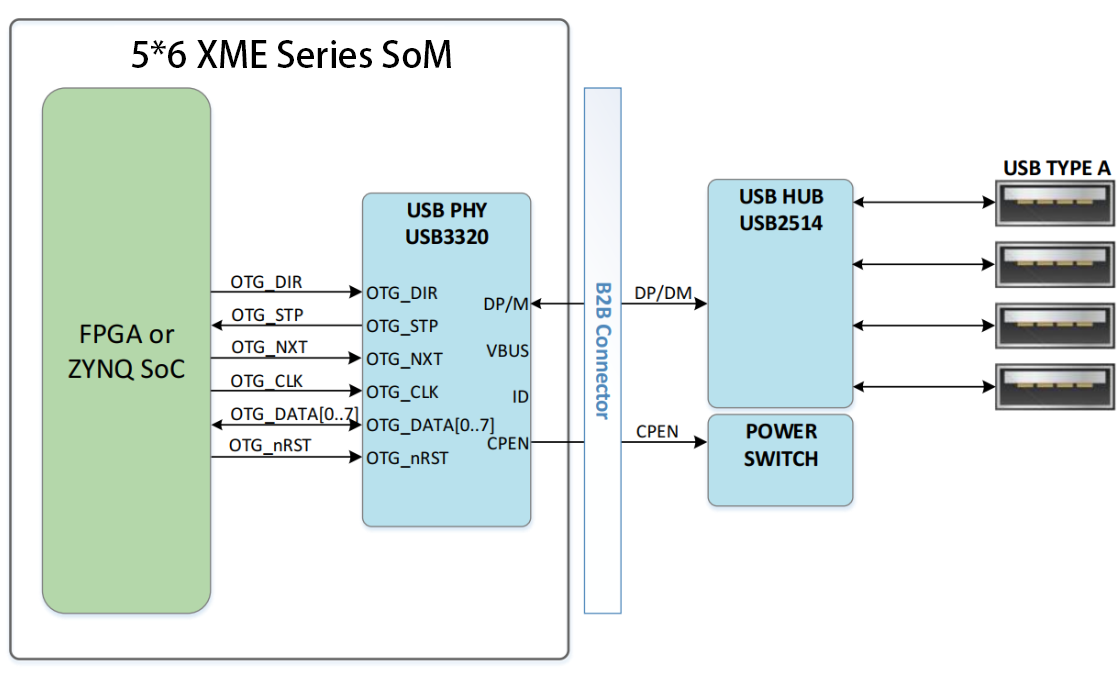 5*6 XME Series SoM
FPGA or
ZYNQ SoC
OTG_DIR
OTG_STP
OTG_NXT
OTG_CLK
OTG_DATA[0..7]
OTG_nRST
USB PHY
USB3320
OTG_DIR
OTG_STP
OTG_NXT
OTG_CLK
OTG_DATA[0..7]
OTG_nRST
DP/M
VBUS
ID
CPEN
B2B Connector
DP/DM
CPEN
USB HUB
USB2514
POWER
SWITCH
USB TYPE A